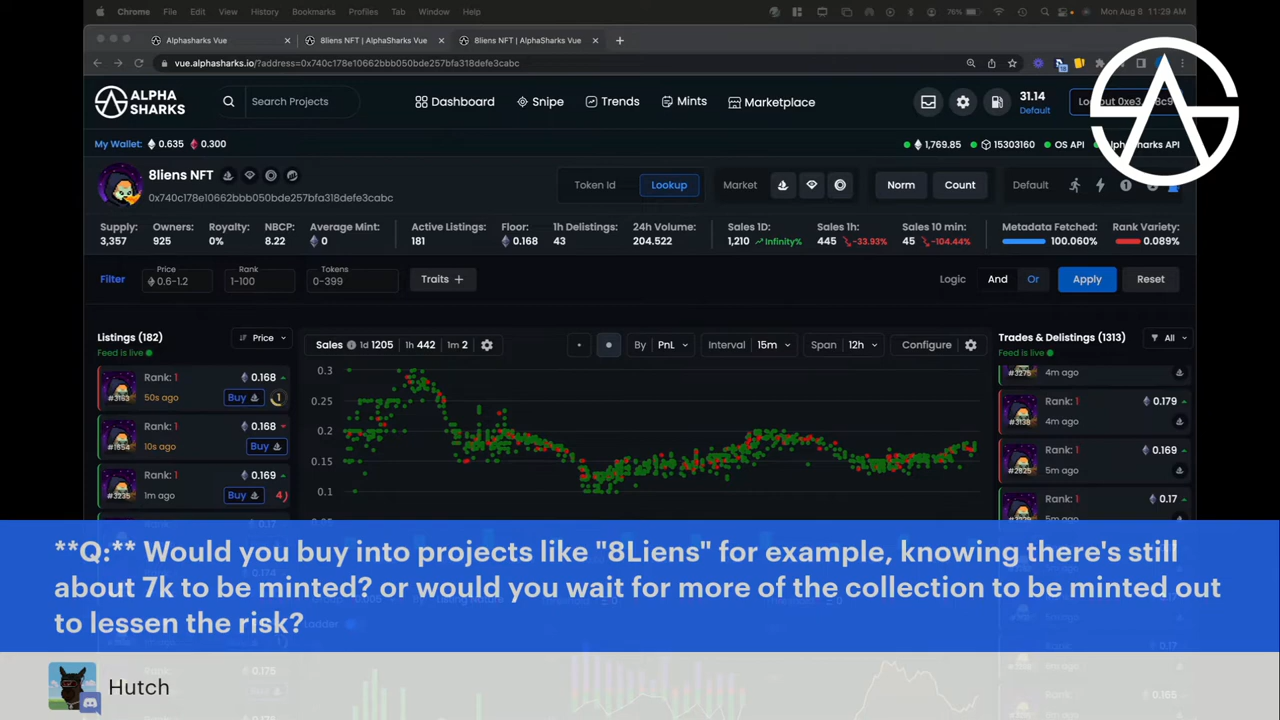 Chrome File Edit View History Bookmarks Profiles Tab Window Help 76% Mon Aug 8 11:29 AM
Alphasharks Vue 8liens NFT | AlphaShark Vue 8liens NFT | AlphaShark Vue
vue.alphasharks.io/?address=0x740c178e10662bbb050bde257bfa318defe3cabc
ALPHA SHARKS
Search Projects
Dashboard Snipe Trends Mints Marketplace
31.14
Default
My Wallet: 0.635 0.300
1,769.85 15303160 OS API
8liens NFT
0x740c178e10662bbb050bde257bfa318defe3cabc
Token Id Lookup Market Norm Count Default
Supply: Owners: Royalty: NBCP: Average Mint: Active Listings: Floor: 1h Delistings: 24h Volume: Sales 1D: Sales 1h: Sales 10 min: Metadata Fetched: Rank Variety:
3,357 925 0% 8.22 0 181 0.168 43 204.522 1,210 Infinity% 445 -33.93% 45 -104.44% 100.060% 0.089%
Filter Price 0.6-1.2 Rank 1-100 Tokens 0-399 Traits + Logic And Or Apply Reset
Listings (182) Price
Feed is live
Sales 1d 1205 1h 442 1m 2 By PnL Interval 15m Span 12h Configure
Trades & Delistings (1313) All
Feed is live
Rank: 1 0.168
#3163 50s ago Buy 1
Rank: 1 0.168
10s ago Buy
Rank: 1 0.169
#3235 1m ago Buy 4
0.3
0.25
0.2
0.15
0.1
#3275 4m ago
Rank: 1 0.179
#3138 4m ago
Rank: 1 0.169
#2825 5m ago
Rank: 1 0.17
**Q:** Would you buy into projects like "8Liens" for example, knowing there's still
about 7k to be minted? or would you wait for more of the collection to be minted out
to lessen the risk?
Hutch